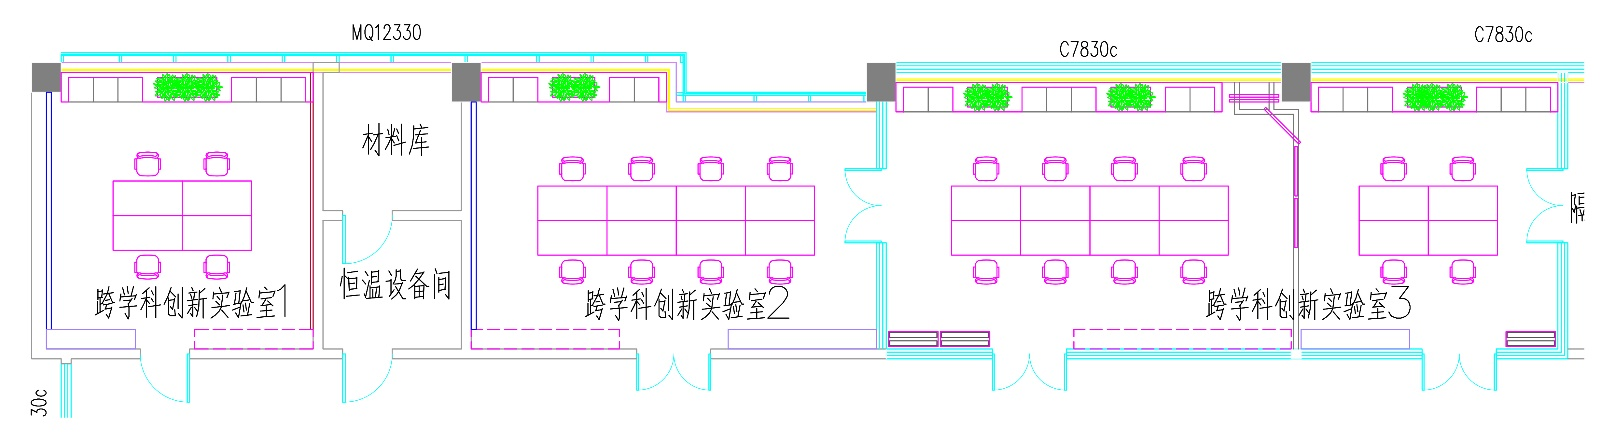 MQ12330
C7830c
C7830c
材料库
恒温设备间
跨学科创新实验室1
跨学科创新实验室2
跨学科创新实验室3
隔
30c